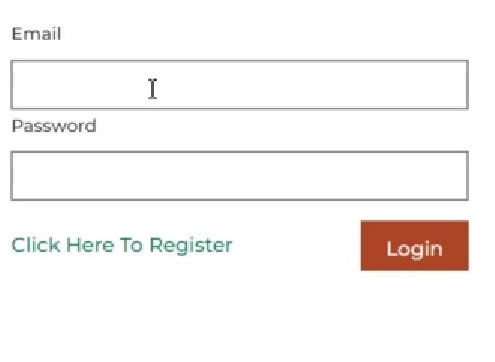 Email
Password
Click Here To Register
Login